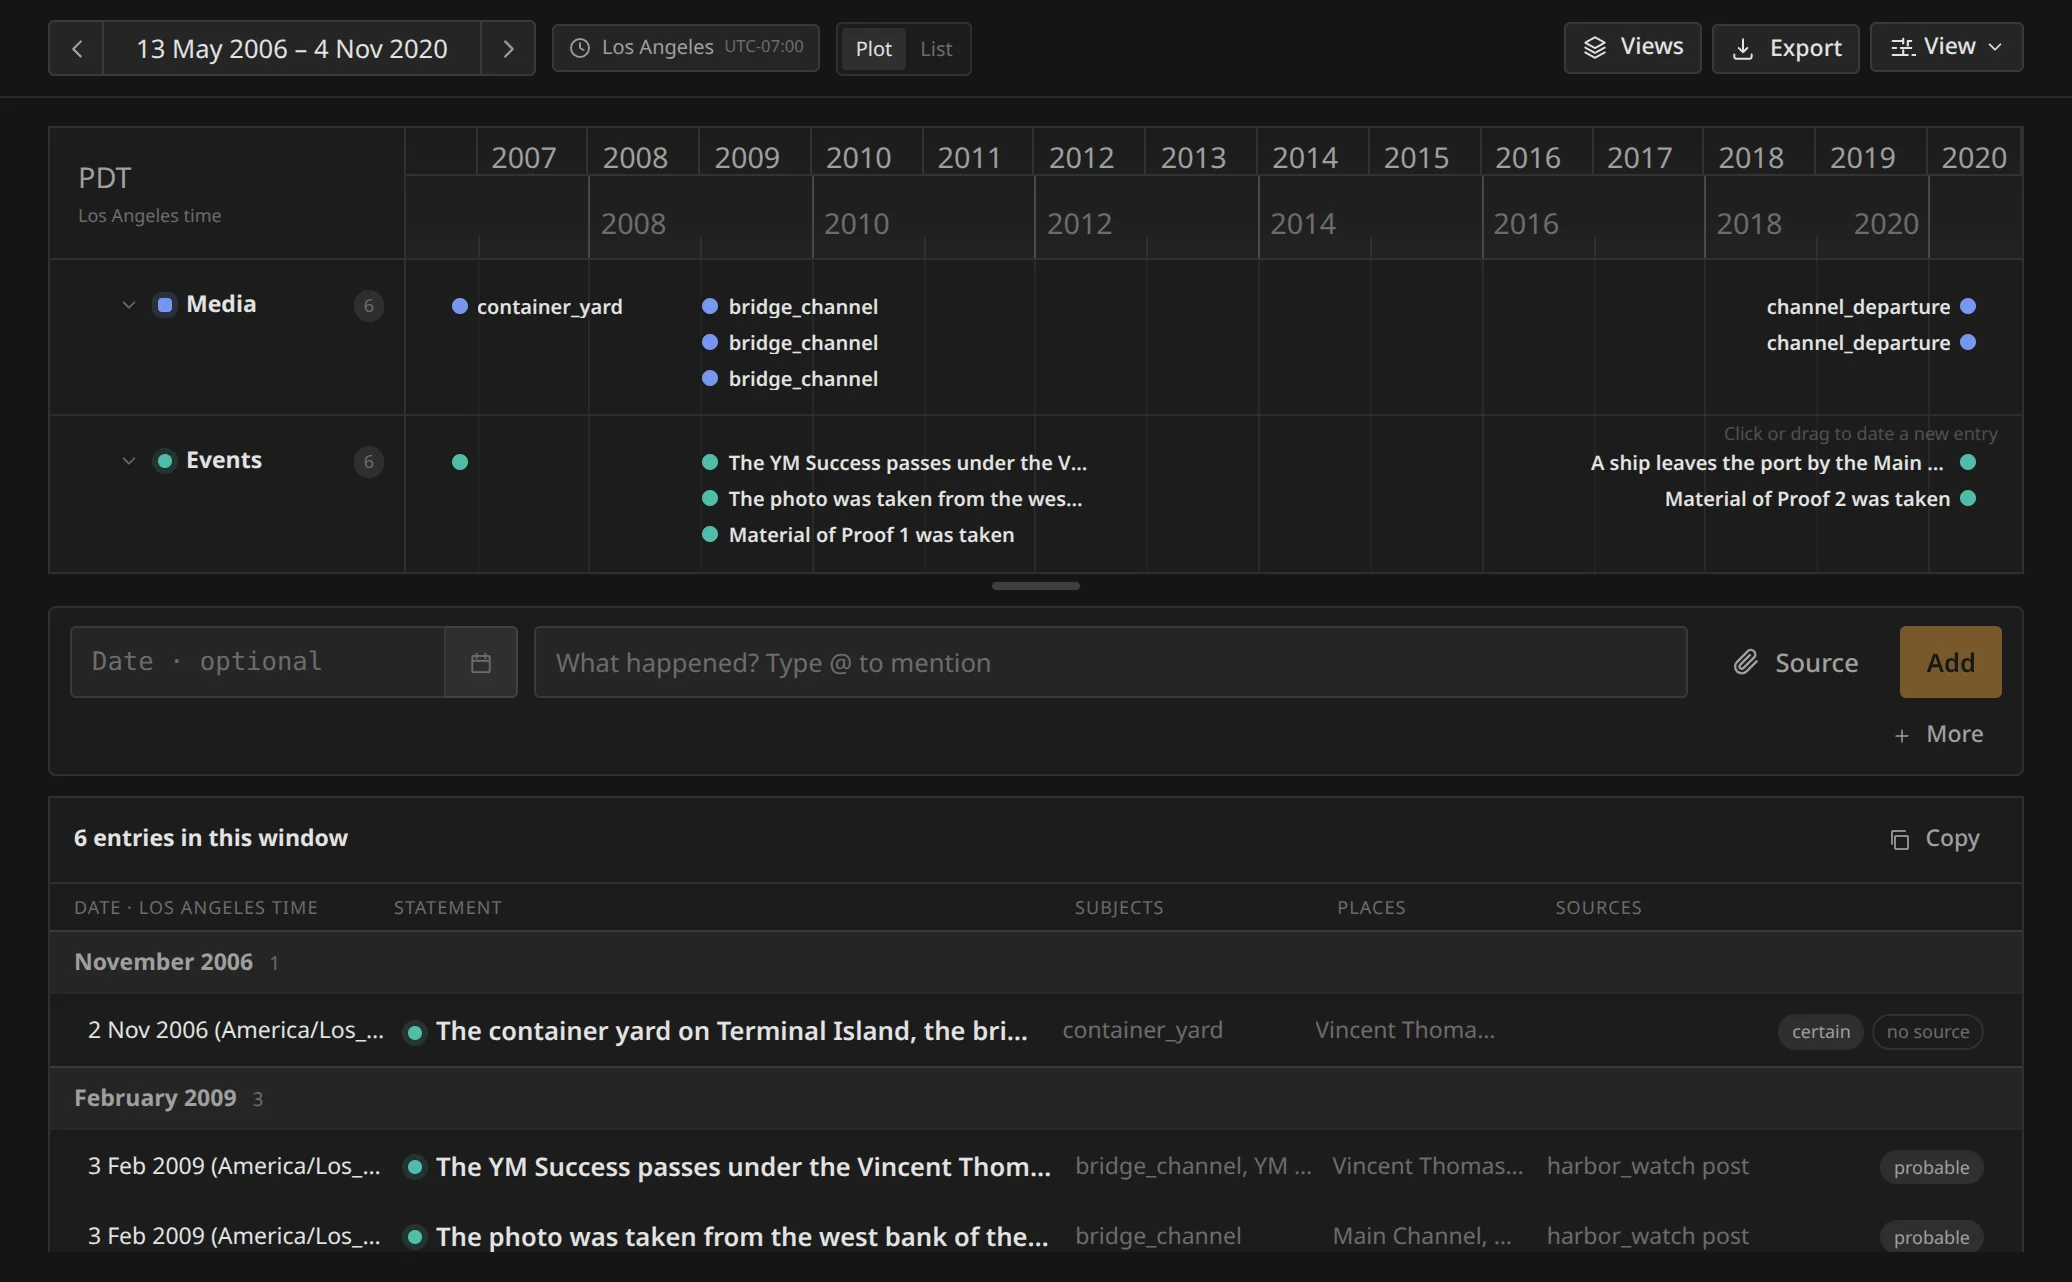 13 May 2006 – 4 Nov 2020
Los Angeles UTC-07:00
Plot List
Views
Export
View
PDT
Los Angeles time
2007 2008 2009 2010 2011 2012 2013 2014 2015 2016 2017 2018 2019 2020
2008 2010 2012 2014 2016 2018 2020
Media 6
container_yard
bridge_channel
bridge_channel
bridge_channel
channel_departure
channel_departure
Events 6
Click or drag to date a new entry
The YM Success passes under the V...
The photo was taken from the wes...
Material of Proof 1 was taken
A ship leaves the port by the Main ...
Material of Proof 2 was taken
Date · optional
What happened? Type @ to mention
Source
Add
+ More
6 entries in this window
Copy
DATE · LOS ANGELES TIME STATEMENT SUBJECTS PLACES SOURCES
November 2006 1
2 Nov 2006 (America/Los_... The container yard on Terminal Island, the bri... container_yard Vincent Thoma... certain no source
February 2009 3
3 Feb 2009 (America/Los_... The YM Success passes under the Vincent Thom... bridge_channel, YM ... Vincent Thomas... harbor_watch post probable
3 Feb 2009 (America/Los_... The photo was taken from the west bank of the... bridge_channel Main Channel, ... harbor_watch post probable